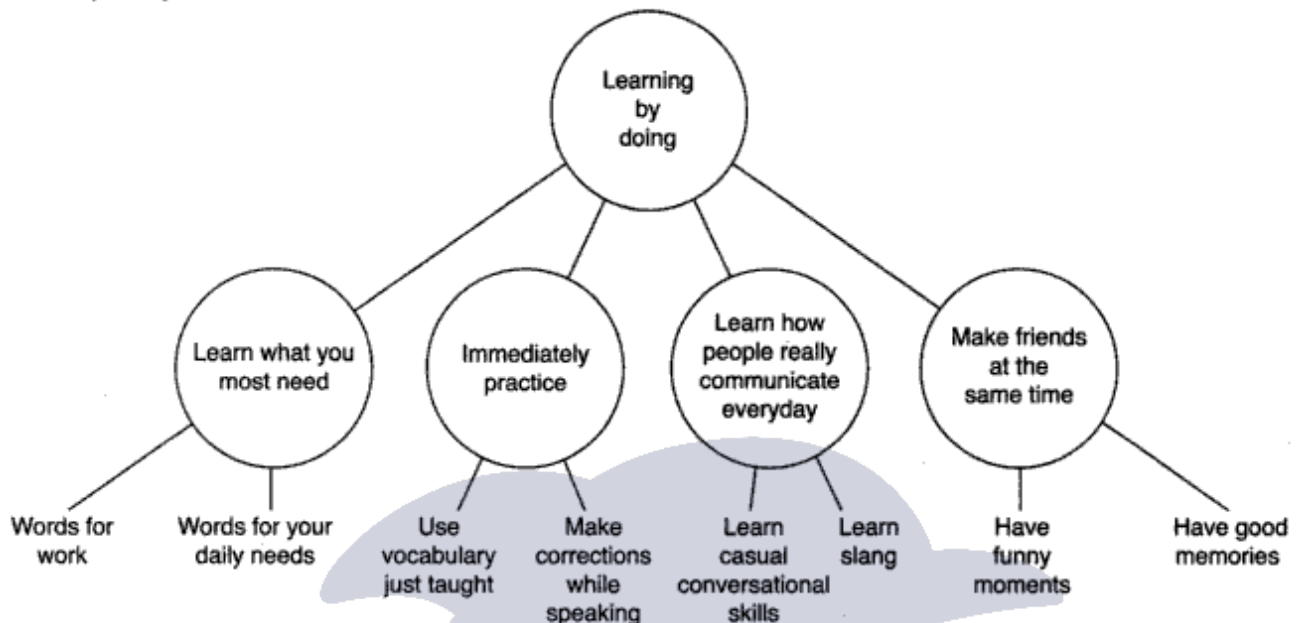 Learning
by
doing
Learn what you
most need
Immediately
practice
Learn how
people really
communicate
everyday
Make friends
at the
same time
Words for
work
Words for your
daily needs
Use
vocabulary
just taught
Make
corrections
while
speaking
Learn
casual
conversational
skills
Learn
slang
Have
funny
moments
Have good
memories